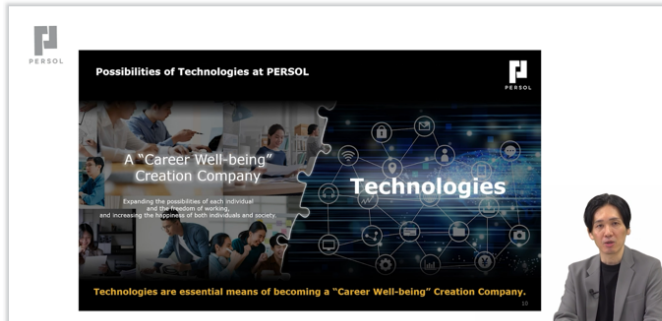 PERSOL
Possibilities of Technologies at PERSOL
PERSOL
A “Career Well-being”
Creation Company
Expanding the possibilities of each individual
and the freedom of working,
and increasing the happiness of both individuals and society.
Technologies
Technologies are essential means of becoming a “Career Well-being” Creation Company.
10